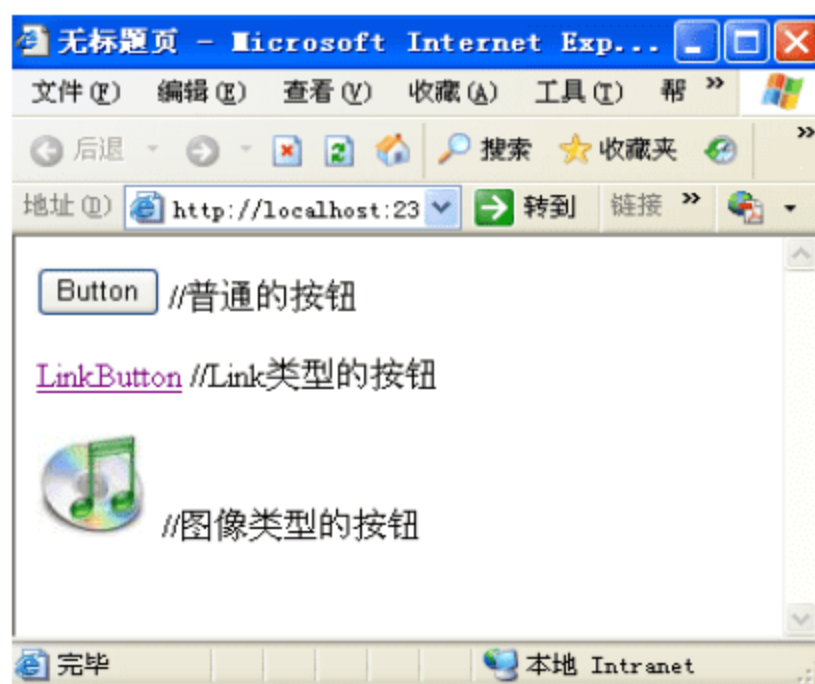 无标题页 - Microsoft Internet Exp...
文件(F) 编辑(E) 查看(V) 收藏(A) 工具(T) 帮 »
后退 搜索 收藏夹 »
地址(D) http://localhost:23 转到 链接 »
Button //普通的按钮
LinkButton //Link类型的按钮
//图像类型的按钮
完毕 本地 Intranet